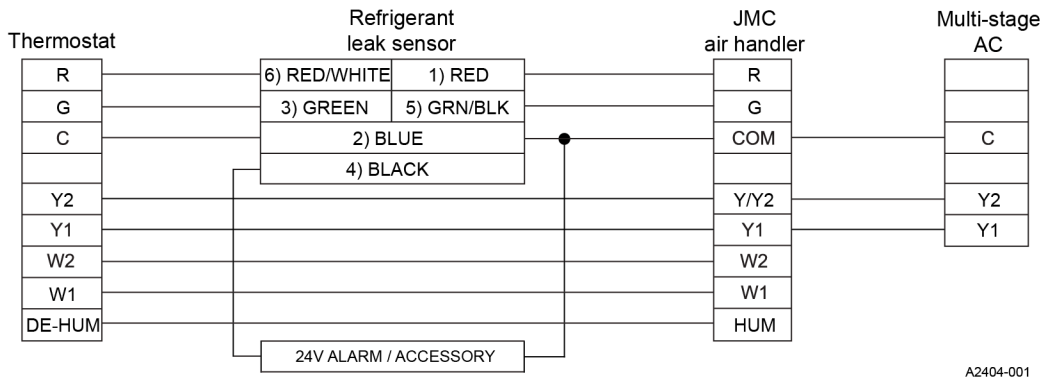 Refrigerant
leak sensor
JMC
air handler
Multi-stage
AC
Thermostat
R
6) RED/WHITE
1) RED
R
G
3) GREEN
5) GRN/BLK
G
C
2) BLUE
COM
C
4) BLACK
Y2
Y/Y2
Y2
Y1
Y1
Y1
W2
W2
W1
W1
DE-HUM
HUM
24V ALARM / ACCESSORY
A2404-001